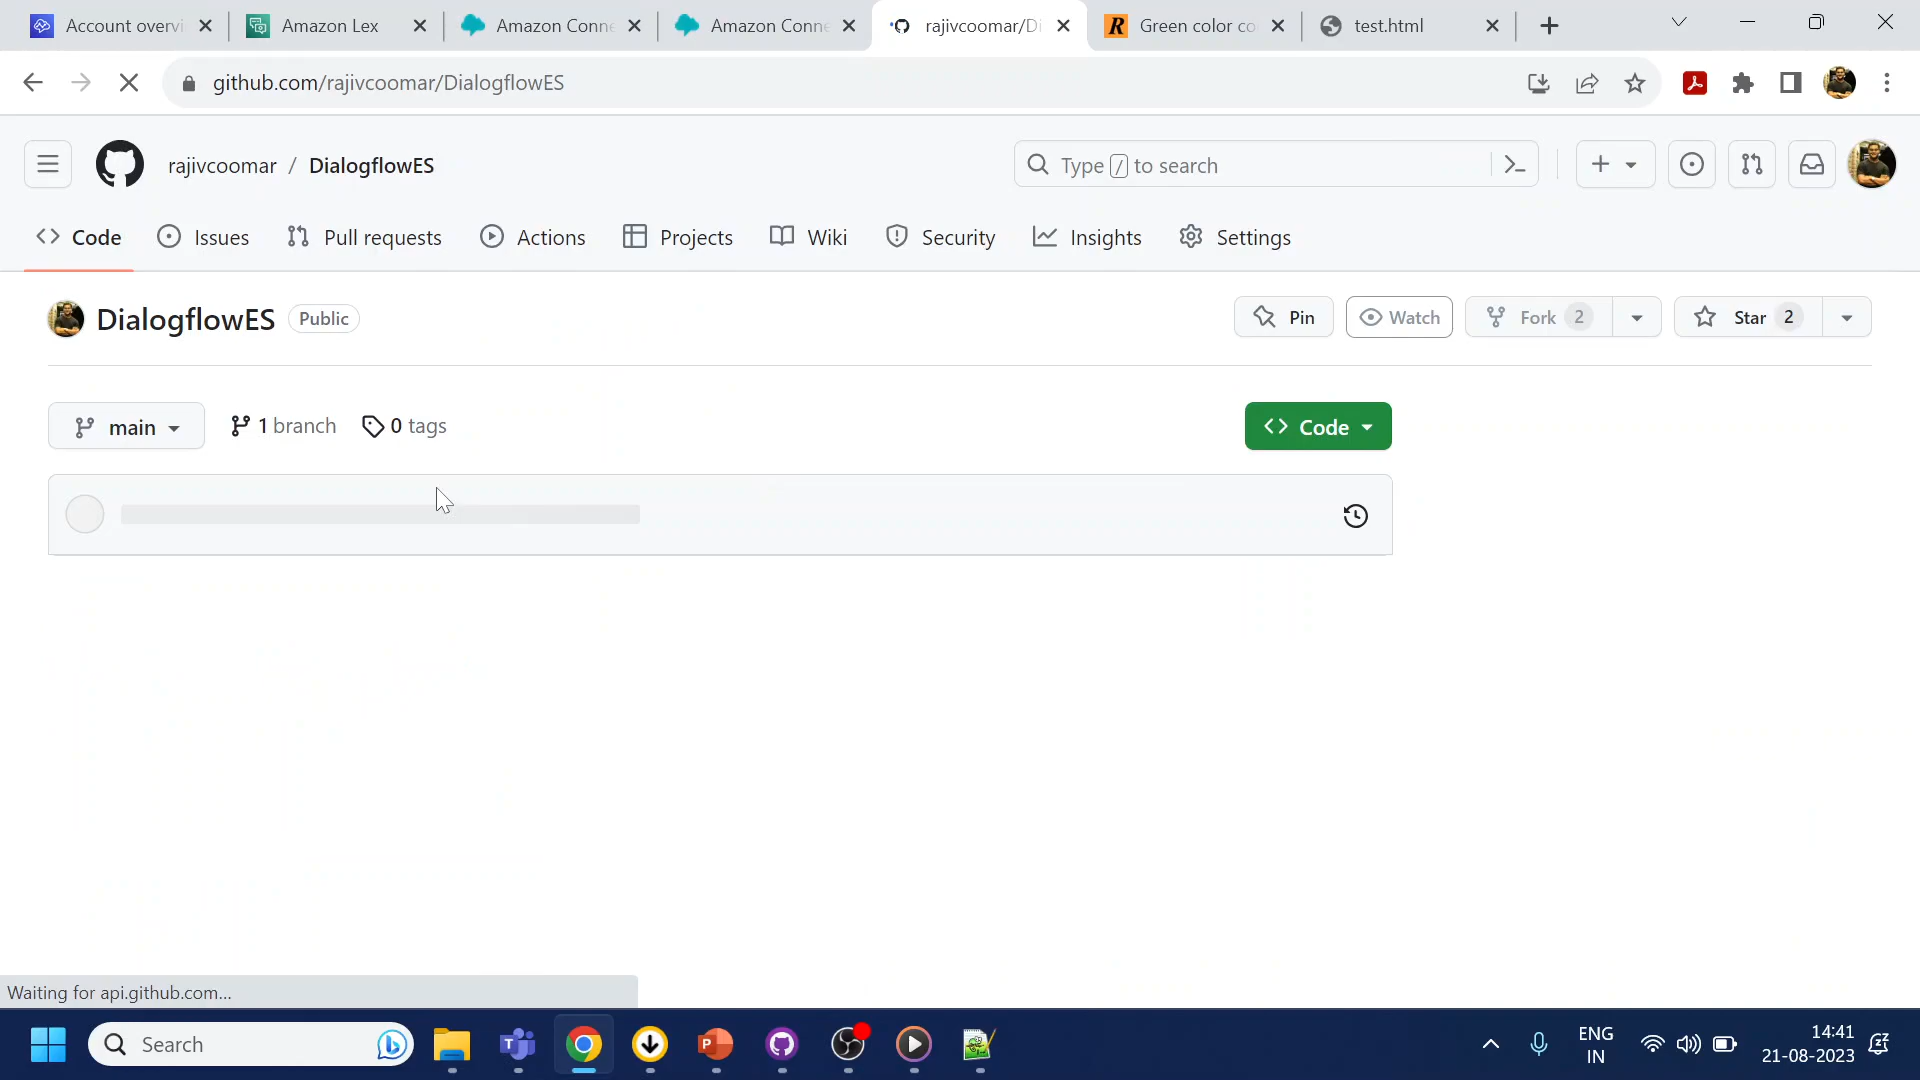 Account overvi
Amazon Lex
Amazon Conne
Amazon Conne
rajivcoomar/Di
R
Green color co
test.html
github.com/rajivcoomar/DialogflowES
rajivcoomar / DialogflowES
Type / to search
Code
Issues
Pull requests
Actions
Projects
Wiki
Security
Insights
Settings
DialogflowES
Public
Pin
Watch
Fork 2
Star 2
main
1 branch
0 tags
Code
Waiting for api.github.com...
Search
ENG
IN
14:41
21-08-2023